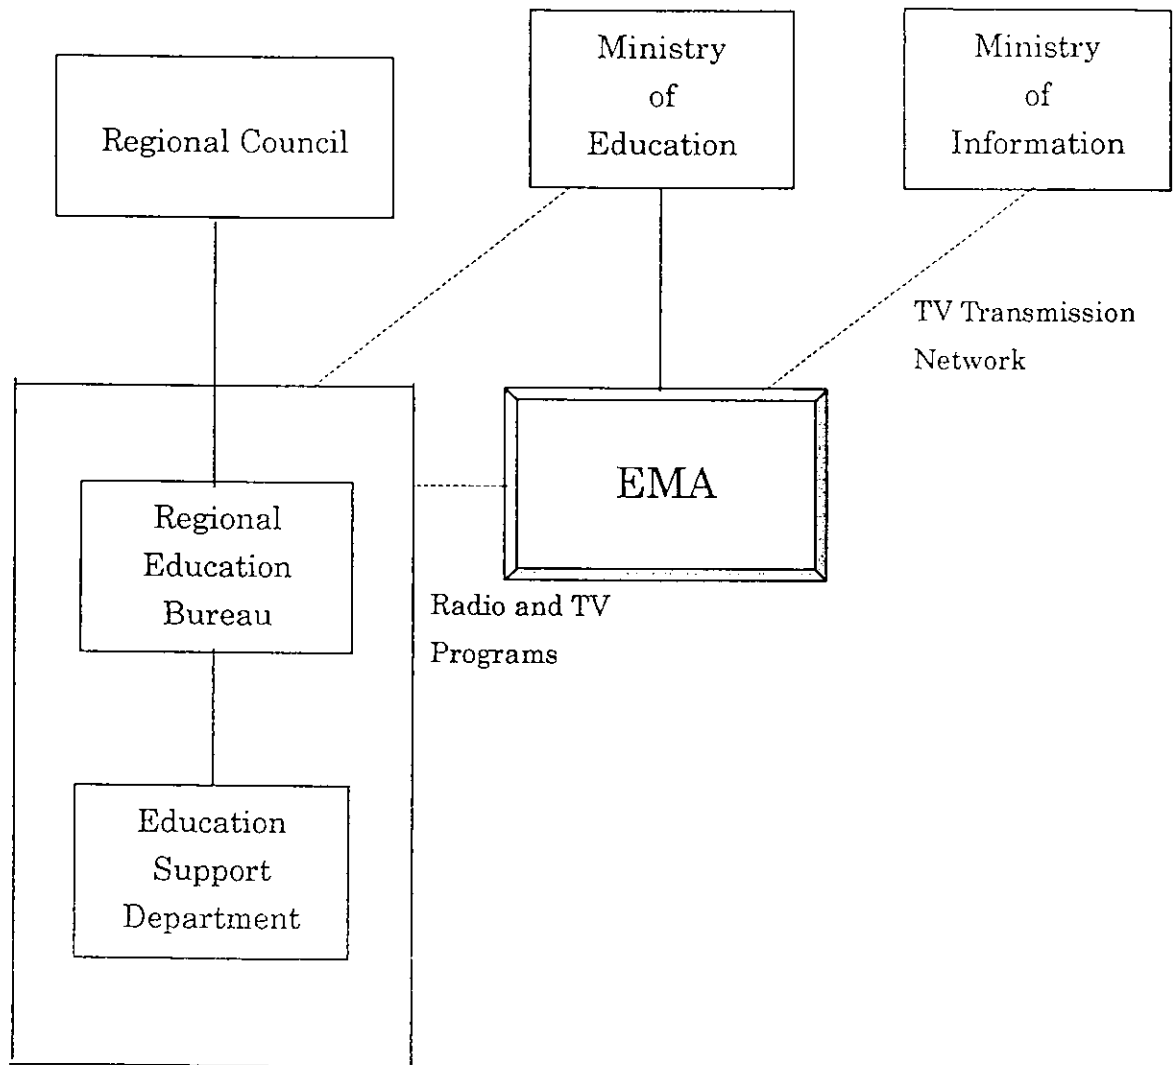 Regional Council
Ministry
of
Education
Ministry
of
Information
TV Transmission
Network
EMA
Regional
Education
Bureau
Radio and TV
Programs
Education
Support
Department